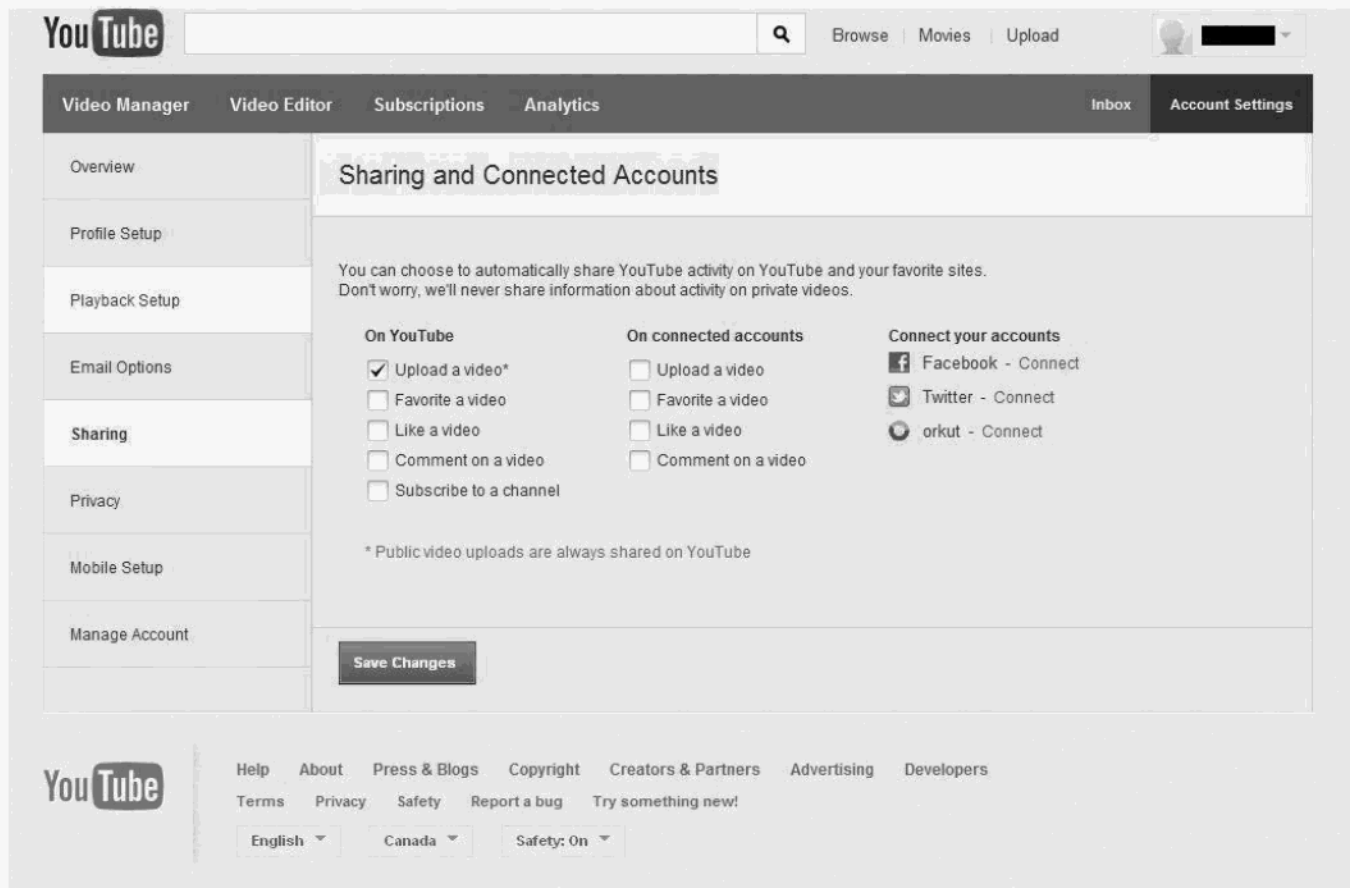 YouTube
Browse Movies Upload
Video Manager Video Editor Subscriptions Analytics Inbox Account Settings
Overview
Profile Setup
Playback Setup
Email Options
Sharing
Privacy
Mobile Setup
Manage Account
Sharing and Connected Accounts
You can choose to automatically share YouTube activity on YouTube and your favorite sites.
Don't worry, we'll never share information about activity on private videos.
On YouTube
Upload a video*
Favorite a video
Like a video
Comment on a video
Subscribe to a channel
On connected accounts
Upload a video
Favorite a video
Like a video
Comment on a video
Connect your accounts
Facebook - Connect
Twitter - Connect
orkut - Connect
* Public video uploads are always shared on YouTube
Save Changes
YouTube
Help About Press & Blogs Copyright Creators & Partners Advertising Developers
Terms Privacy Safety Report a bug Try something new!
English Canada Safety: On